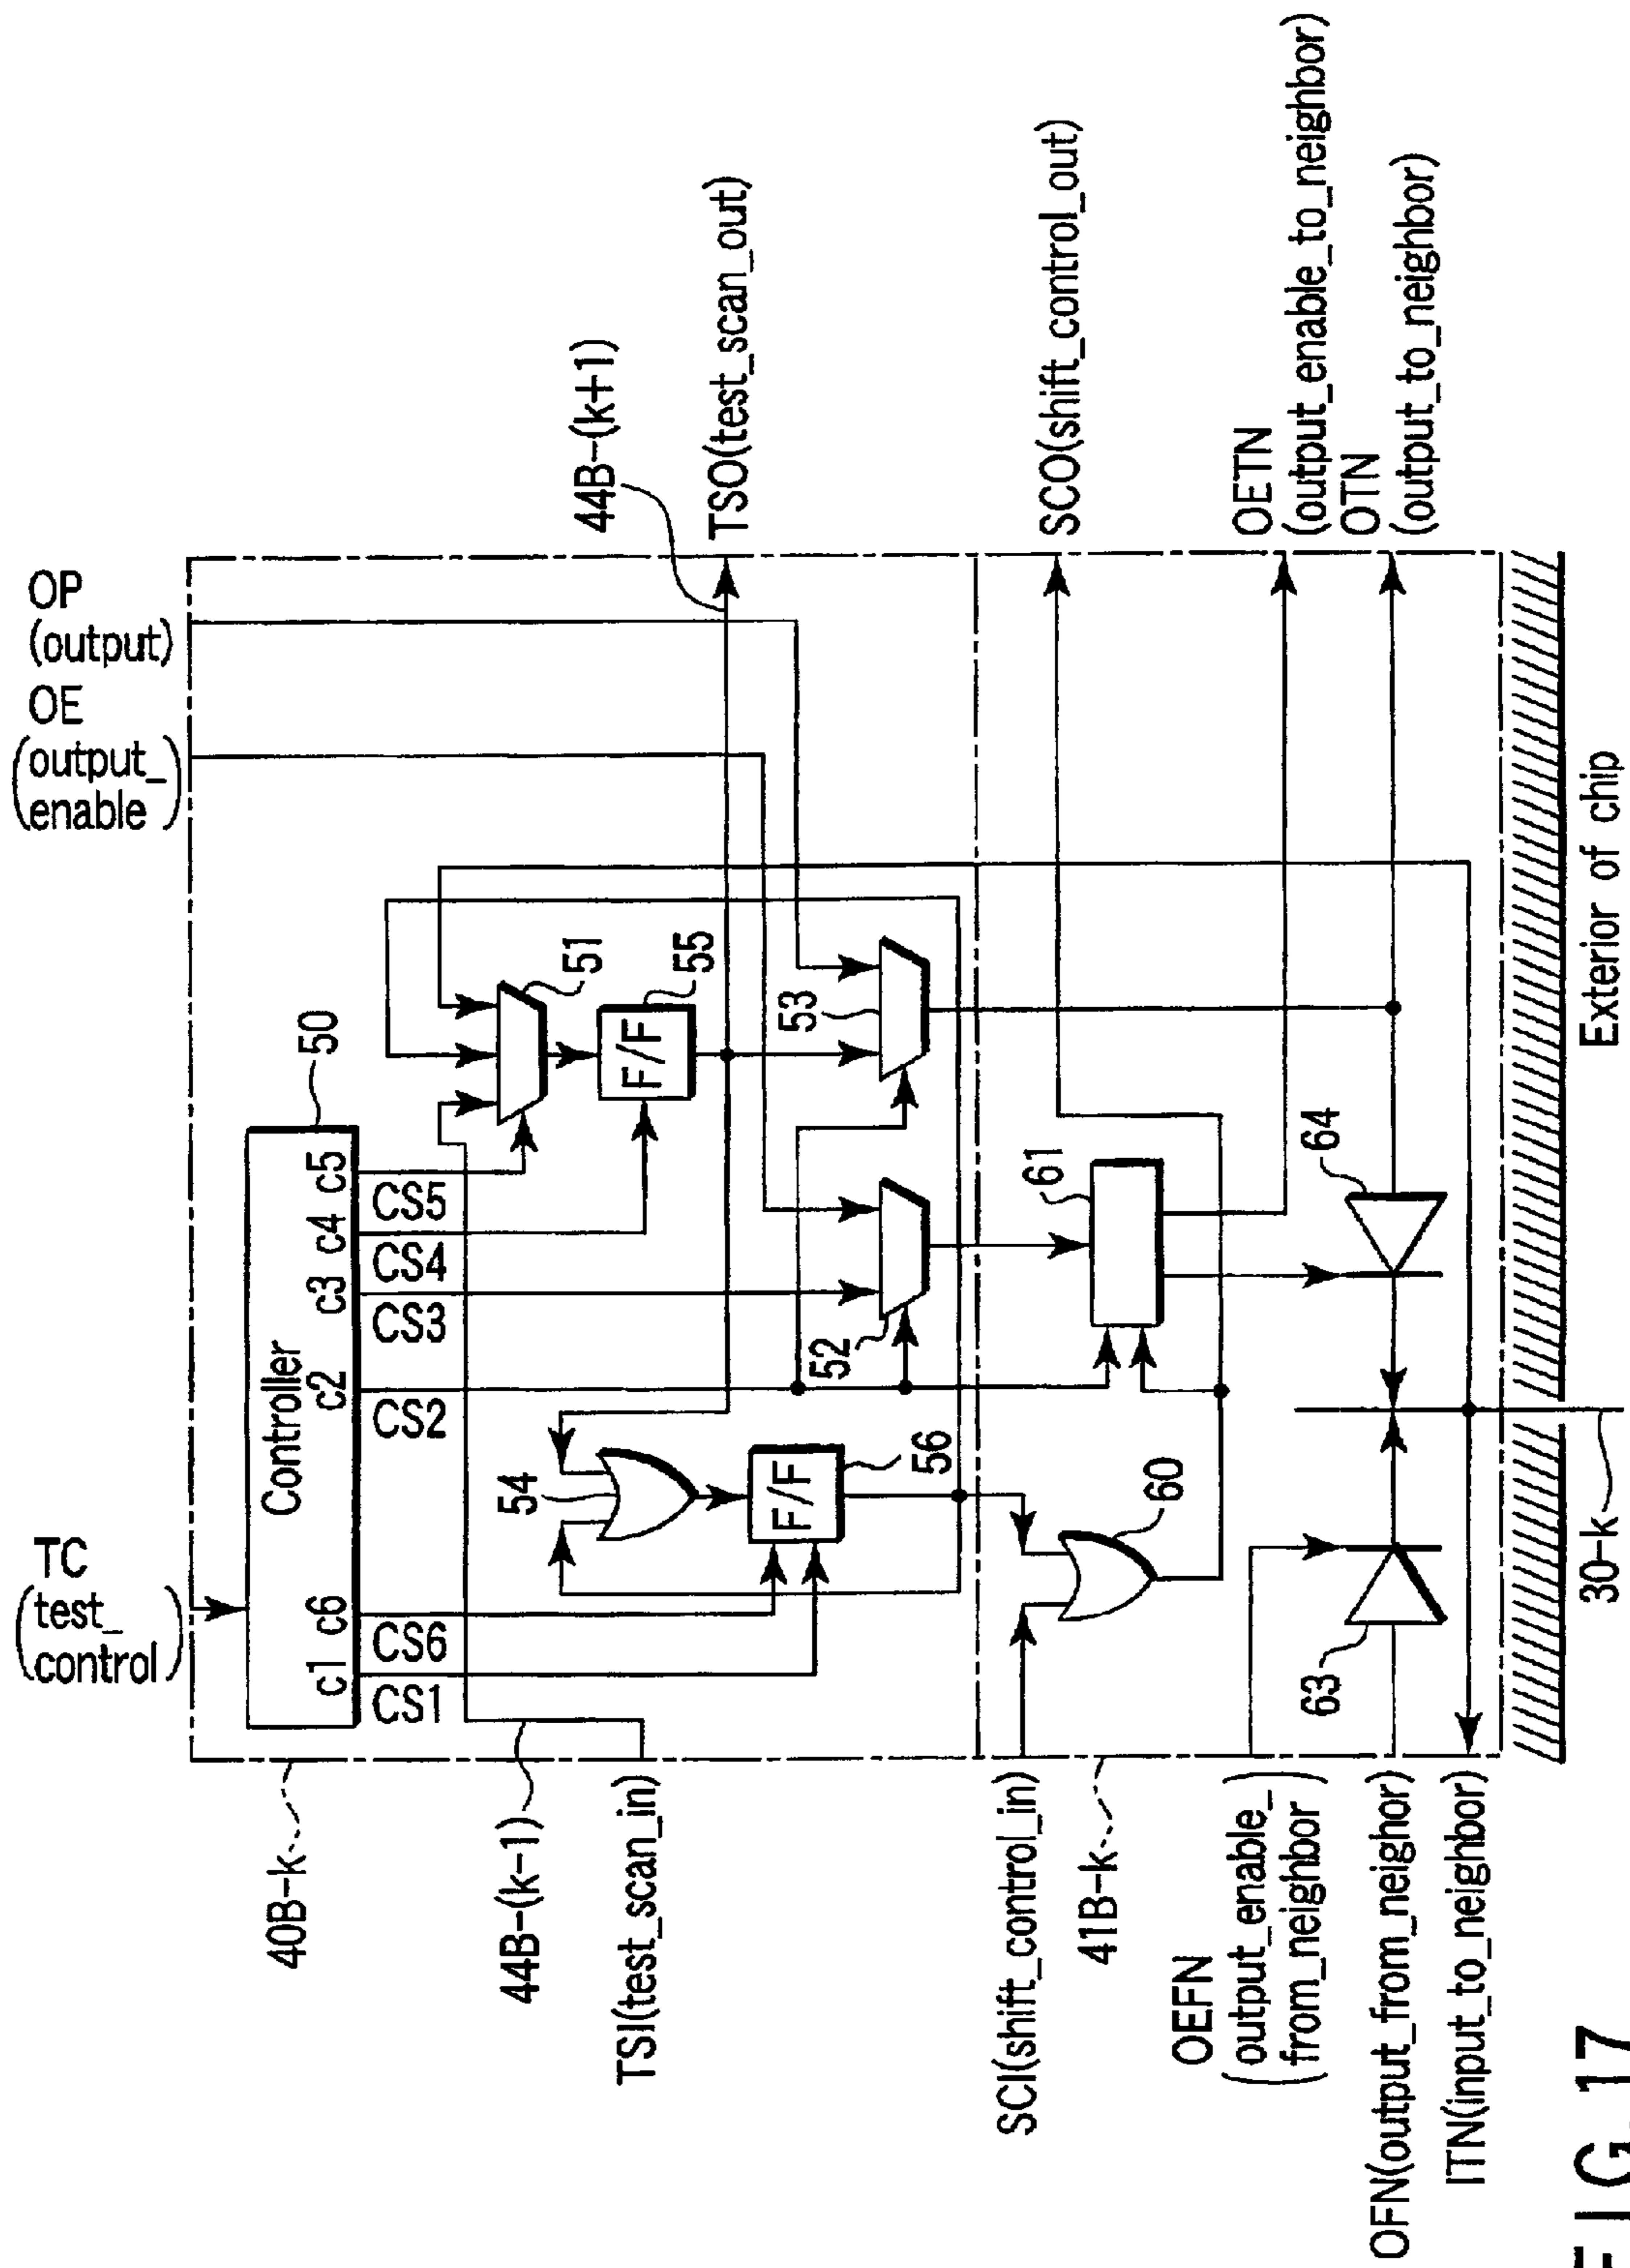 TC
(test_
control)
OE
(output_
enable)
OP
(output)
40B-k
Controller
50
c1
c6
c2
c3
c4
c5
CS1
CS6
CS2
CS3
CS4
CS5
44B-(k-1)
TSI(test_scan_in)
54
F/F
56
51
F/F
55
52
53
44B-(k+1)
TSO(test_scan_out)
SCI(shift_control_in)
41B-k
60
61
SCO(shift_control_out)
OEFN
(output_enable_
from_neighbor)
OETN
(output_enable_to_neighbor)
OFN(output_from_neighor)
63
64
OTN
(output_to_neighbor)
ITN(input_to_neighbor)
30-k
Exterior of chip
FIG.17